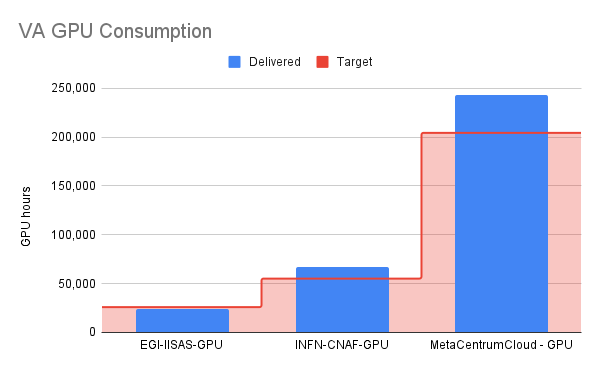 VA GPU Consumption
Delivered Target
250,000
200,000
150,000
100,000
50,000
0
GPU hours
EGI-IISAS-GPU INFN-CNAF-GPU MetaCentrumCloud - GPU